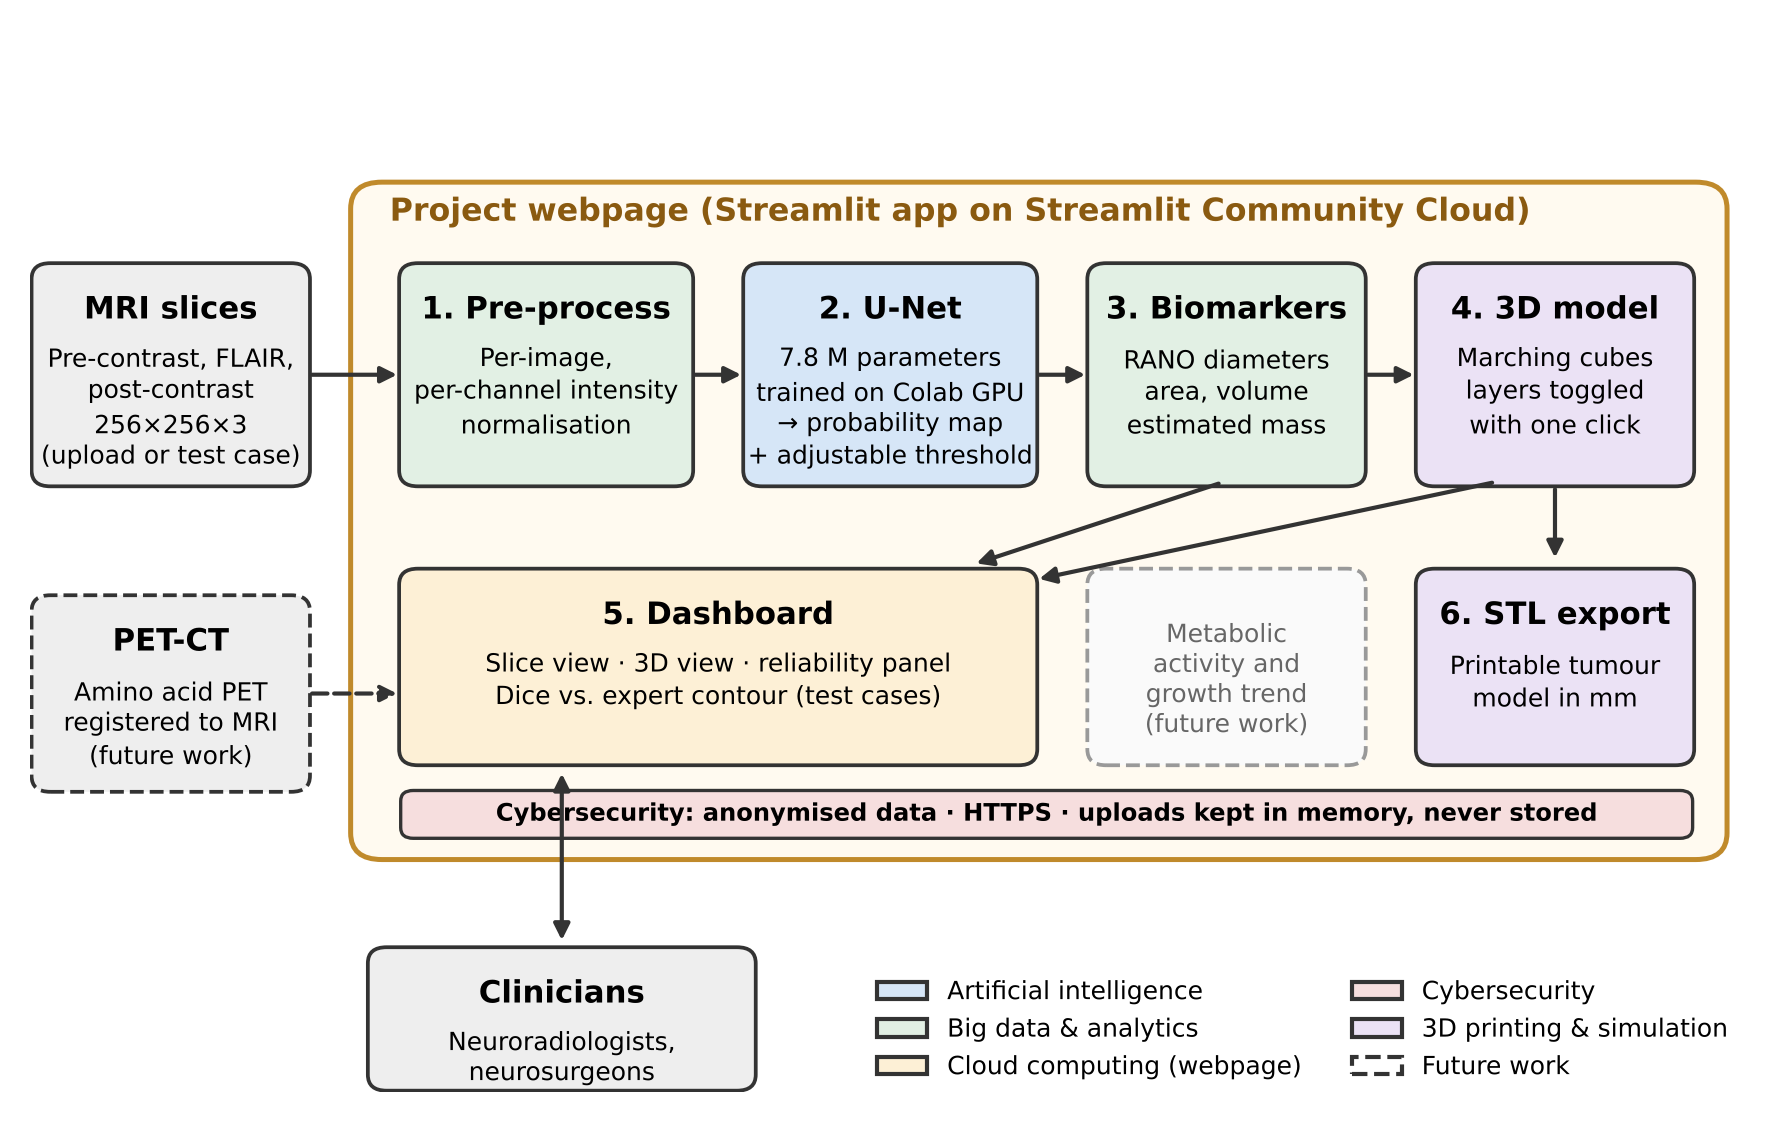 Project webpage (Streamlit app on Streamlit Community Cloud)
MRI slices
Pre-contrast, FLAIR,
post-contrast
256×256×3
(upload or test case)
1. Pre-process
Per-image,
per-channel intensity
normalisation
2. U-Net
7.8 M parameters
trained on Colab GPU
→ probability map
+ adjustable threshold
3. Biomarkers
RANO diameters
area, volume
estimated mass
4. 3D model
Marching cubes
layers toggled
with one click
PET-CT
Amino acid PET
registered to MRI
(future work)
5. Dashboard
Slice view · 3D view · reliability panel
Dice vs. expert contour (test cases)
Metabolic
activity and
growth trend
(future work)
6. STL export
Printable tumour
model in mm
Cybersecurity: anonymised data · HTTPS · uploads kept in memory, never stored
Clinicians
Neuroradiologists,
neurosurgeons
Artificial intelligence
Big data & analytics
Cloud computing (webpage)
Cybersecurity
3D printing & simulation
Future work